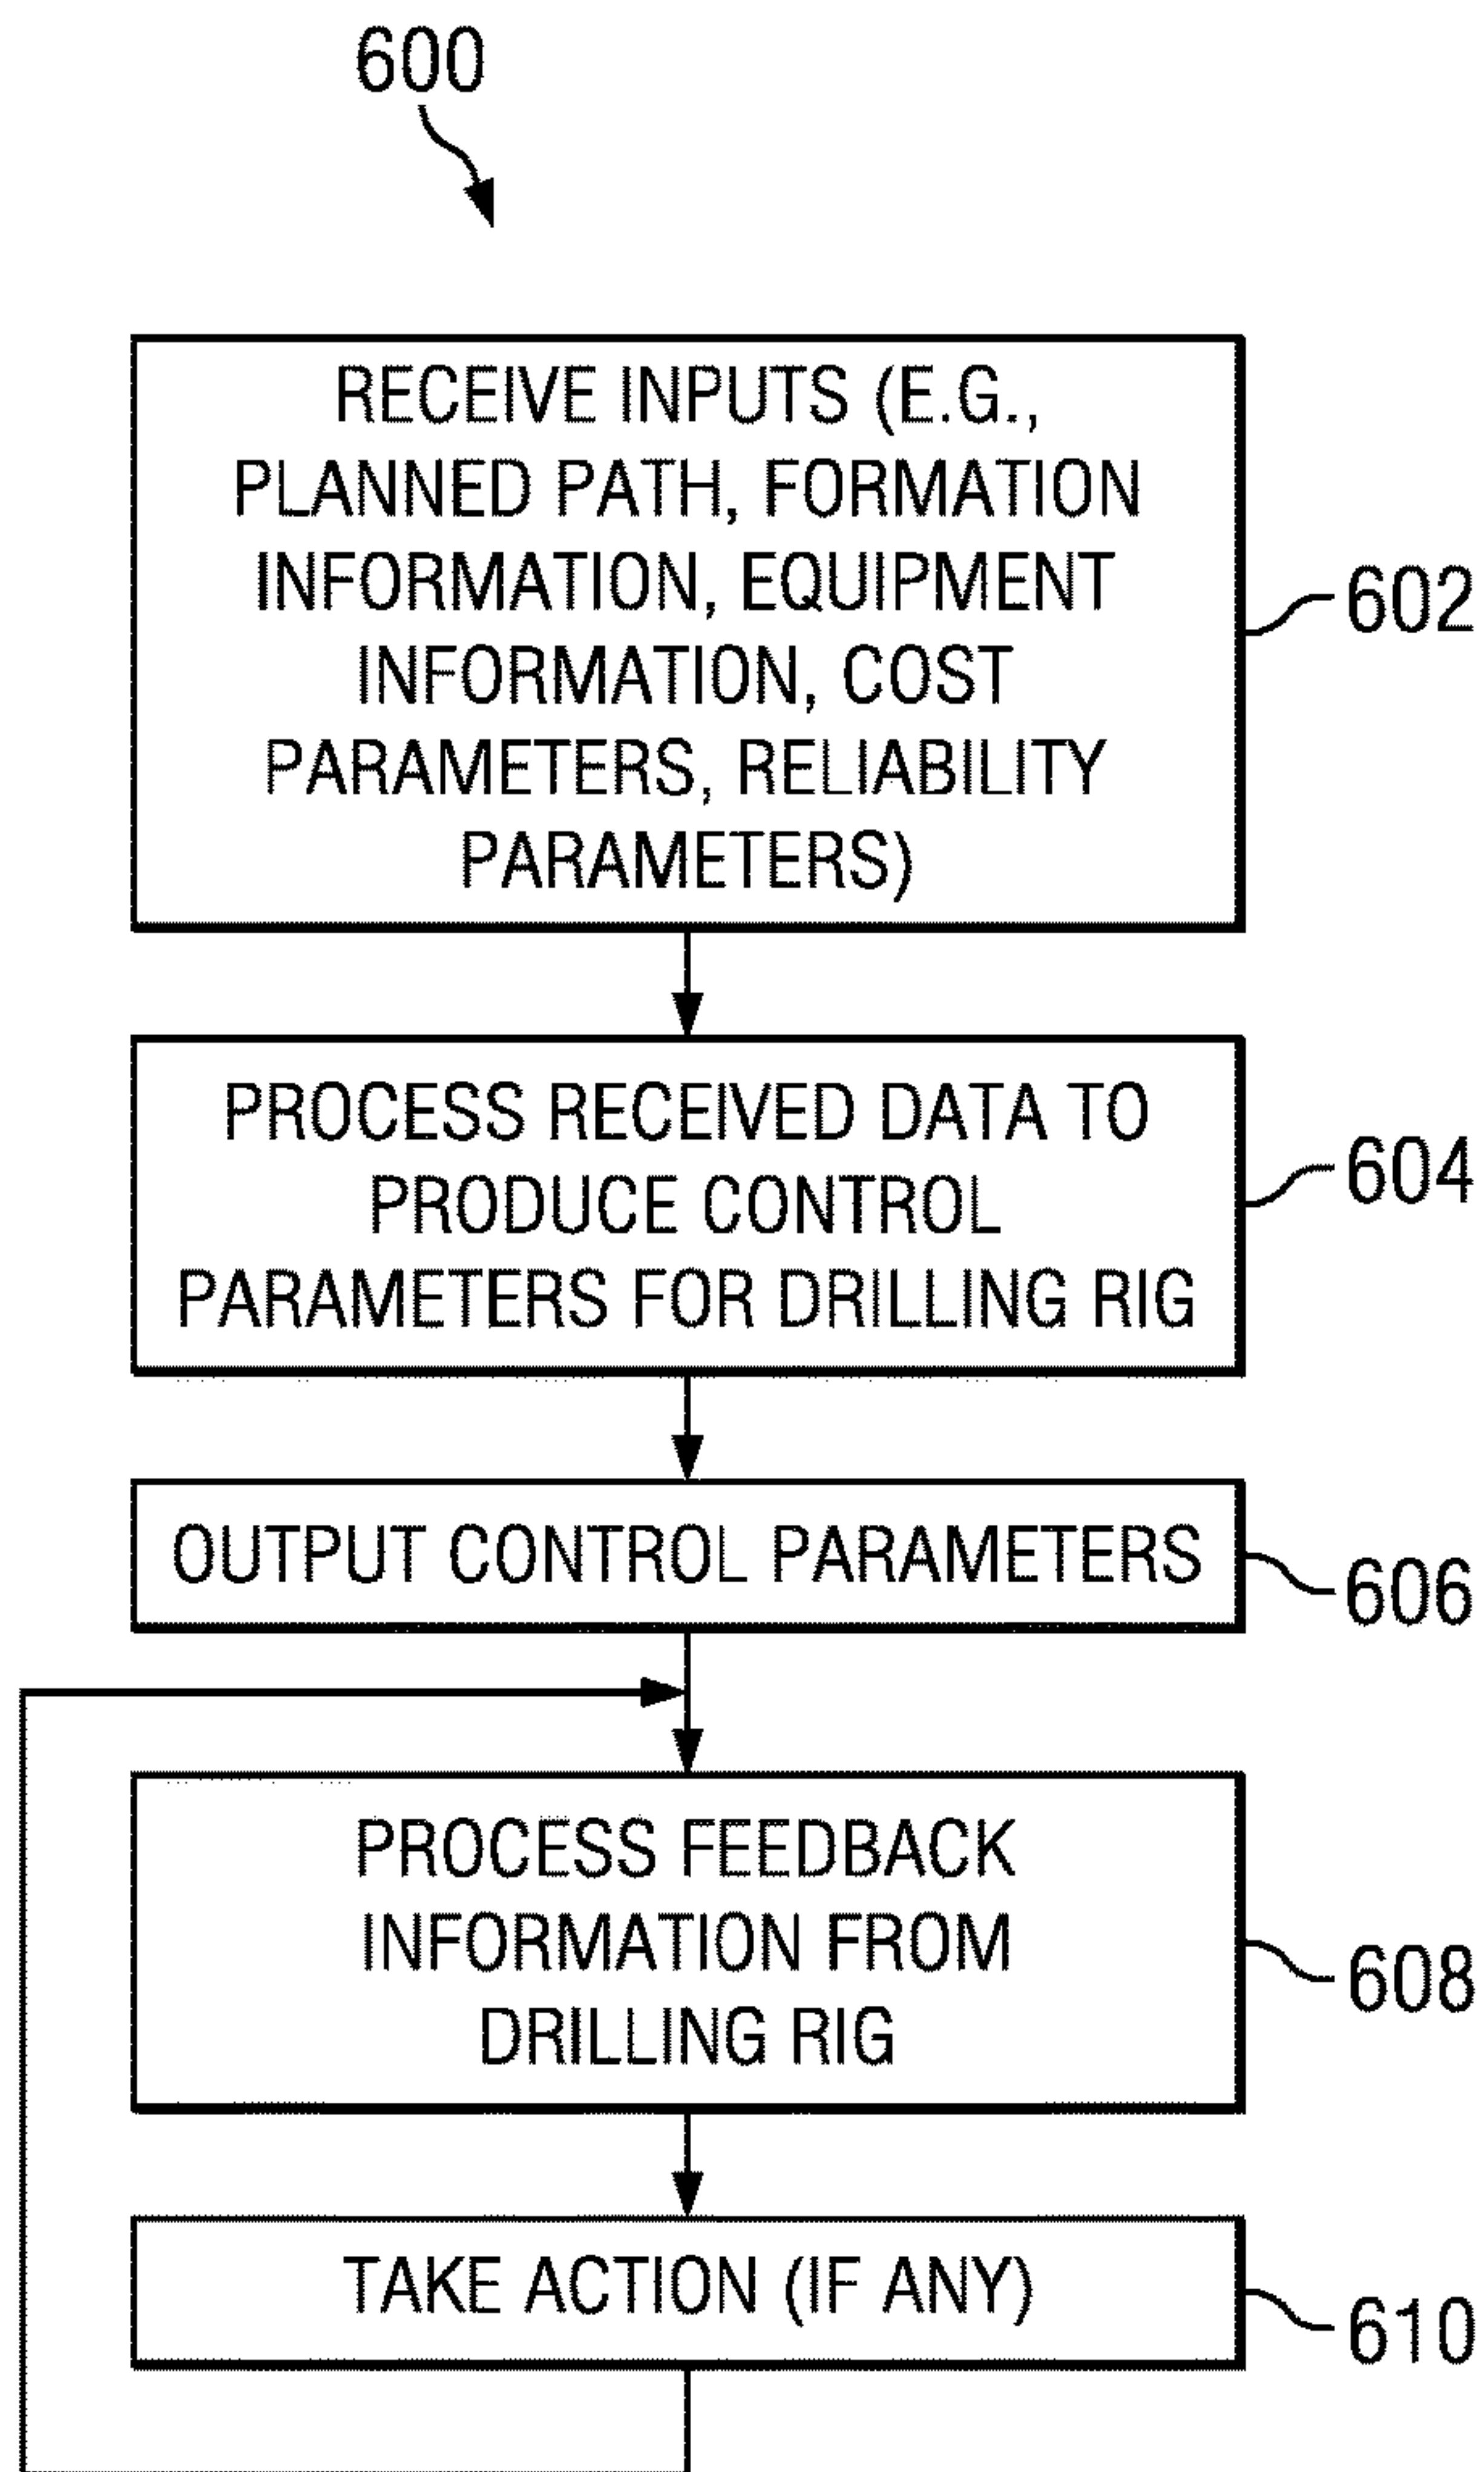 600
RECEIVE INPUTS (E.G.,
PLANNED PATH, FORMATION
INFORMATION, EQUIPMENT
INFORMATION, COST
PARAMETERS, RELIABILITY
PARAMETERS)
602
PROCESS RECEIVED DATA TO
PRODUCE CONTROL
PARAMETERS FOR DRILLING RIG
604
OUTPUT CONTROL PARAMETERS
606
PROCESS FEEDBACK
INFORMATION FROM
DRILLING RIG
608
TAKE ACTION (IF ANY)
610